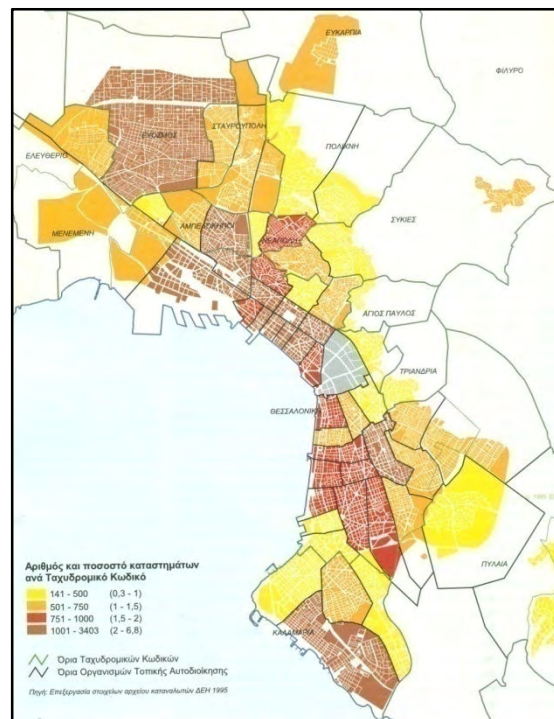 ΕΥΚΑΡΠΙΑ
ΦΙΛΥΡΟ
ΣΤΑΥΡΟΥΠΟΛΗ
ΕΥΟΣΜΟΣ
ΠΟΛΙΧΝΗ
ΕΛΕΥΘΕΡΙΟ
ΣΥΚΙΕΣ
ΜΕΝΕΜΕΝΗ
ΑΜΠΕΛΟΚΗΠΟΙ
ΝΕΑΠΟΛΗ
ΑΓΙΟΣ ΠΑΥΛΟΣ
ΤΡΙΑΝΔΡΙΑ
ΘΕΣΣΑΛΟΝΙΚΗ
ΠΥΛΑΙΑ
Αριθμός και ποσοστό καταστημάτων
ανά Ταχυδρομικό Κωδικό
141 - 500 (0,3 - 1)
501 - 750 (1 - 1,5)
751 - 1000 (1,5 - 2)
1001 - 3403 (2 - 6,8)
ΚΑΛΑΜΑΡΙΑ
Όρια Ταχυδρομικών Κωδικών
Όρια Οργανισμών Τοπικής Αυτοδιοίκησης
Πηγή: Επεξεργασία στοιχείων αρχείου καταναλωτών ΔΕΗ 1995